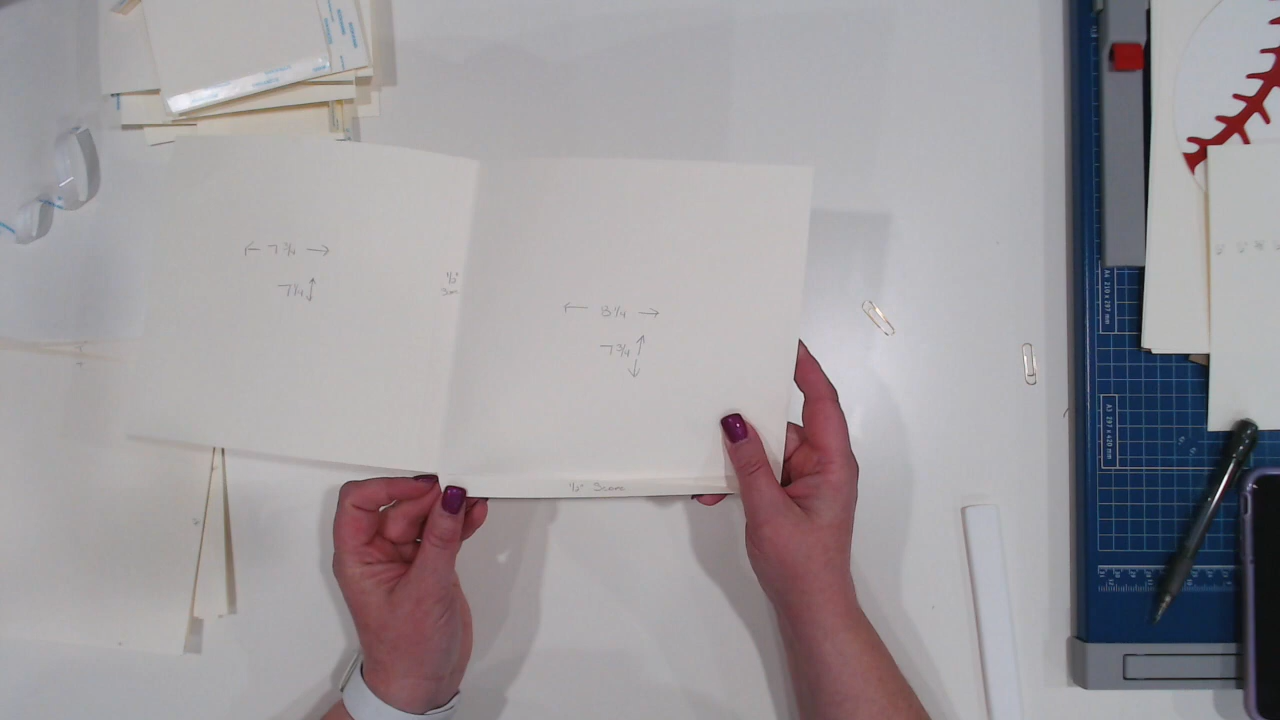 ← 7 3/4 →
7 1/4 ↕
1/2"
← 8 1/4 →
7 3/4 ↑
↓
1/2" Score
A4 210 x 297 mm
A3 297 x 420 mm